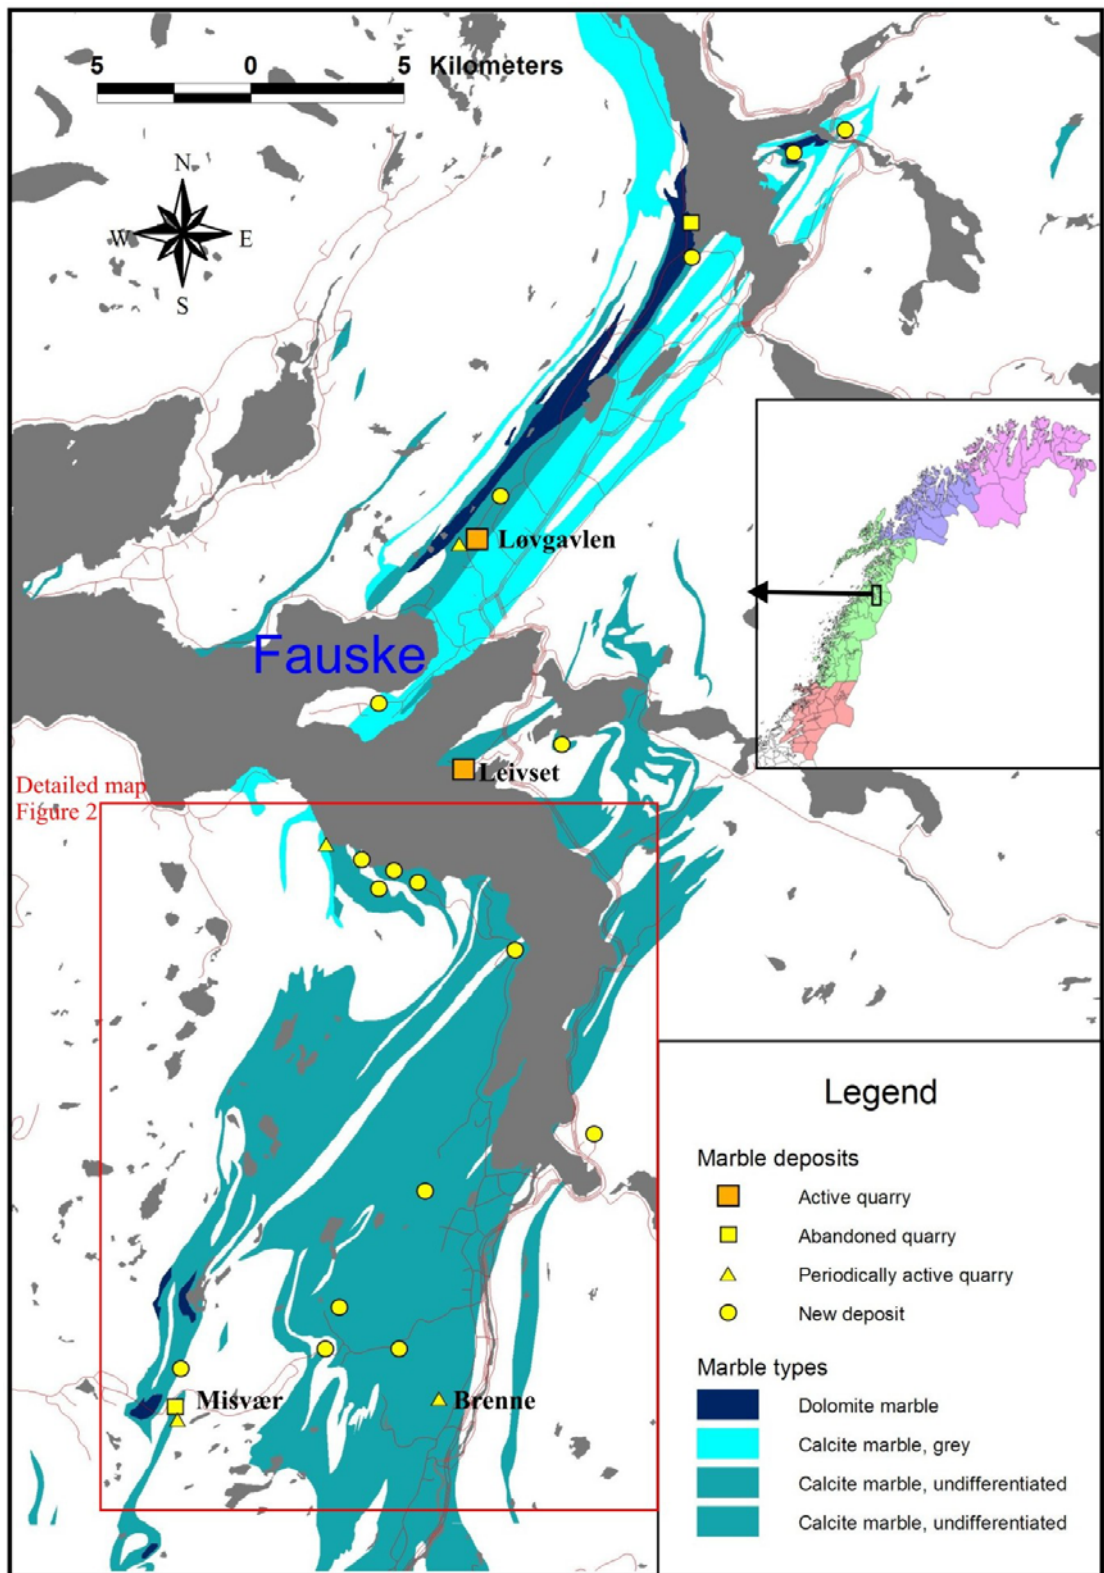 5 0 5 Kilometers
N
W E
S
Løvgavlen
Fauske
Leivset
Detailed map
Figure 2
Misvær
Brenne
Legend
Marble deposits
Active quarry
Abandoned quarry
Periodically active quarry
New deposit
Marble types
Dolomite marble
Calcite marble, grey
Calcite marble, undifferentiated
Calcite marble, undifferentiated